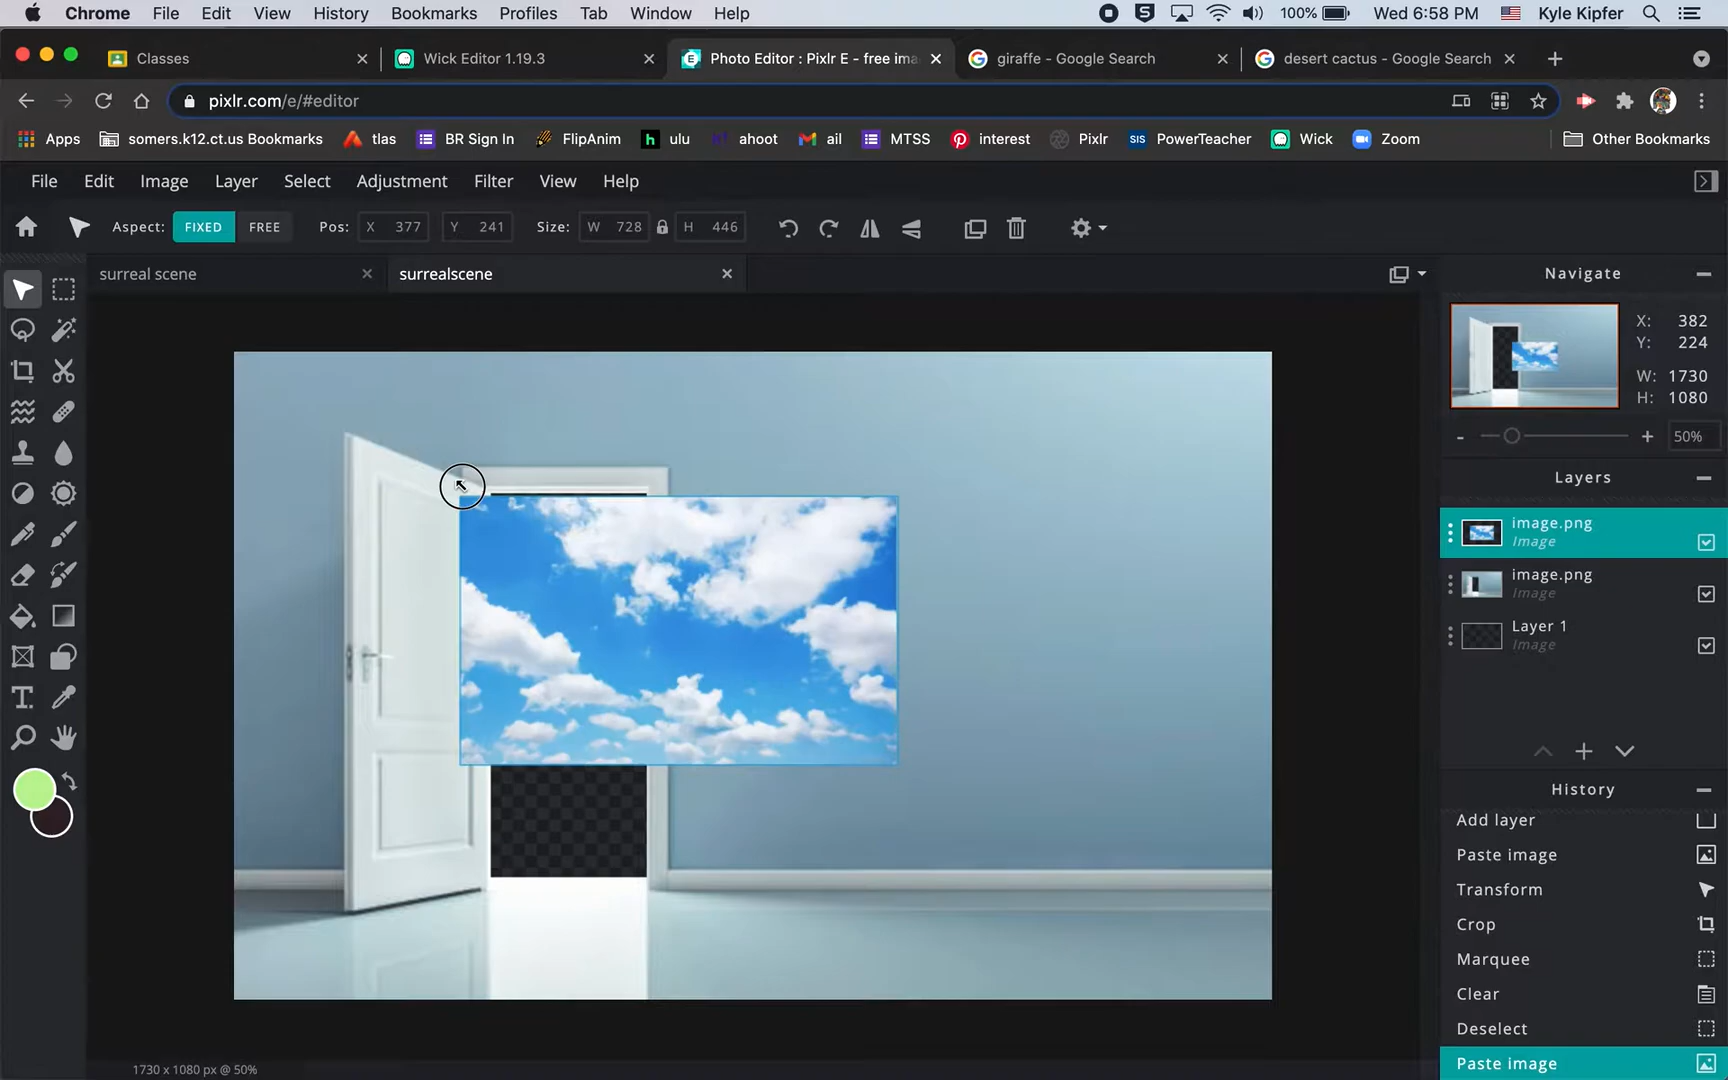 Chrome File Edit View History Bookmarks Profiles Tab Window Help 100% Wed 6:58 PM Kyle Kipfer
Classes Wick Editor 1.19.3 Photo Editor : Pixlr E - free ima giraffe - Google Search desert cactus - Google Search
pixlr.com/e/#editor
Apps somers.k12.ct.us Bookmarks tlas BR Sign In FlipAnim ulu ahoot ail MTSS interest Pixlr SIS PowerTeacher Wick Zoom Other Bookmarks
File Edit Image Layer Select Adjustment Filter View Help
Aspect: FIXED FREE Pos: X 377 Y 241 Size: W 728 H 446
surreal scene surrealscene
Navigate
X: 382
Y: 224
W: 1730
H: 1080
- + 50%
Layers
image.png
Image
image.png
Image
Layer 1
Image
History
Add layer
Paste image
Transform
Crop
Marquee
Clear
Deselect
Paste image
1730 x 1080 px @ 50%